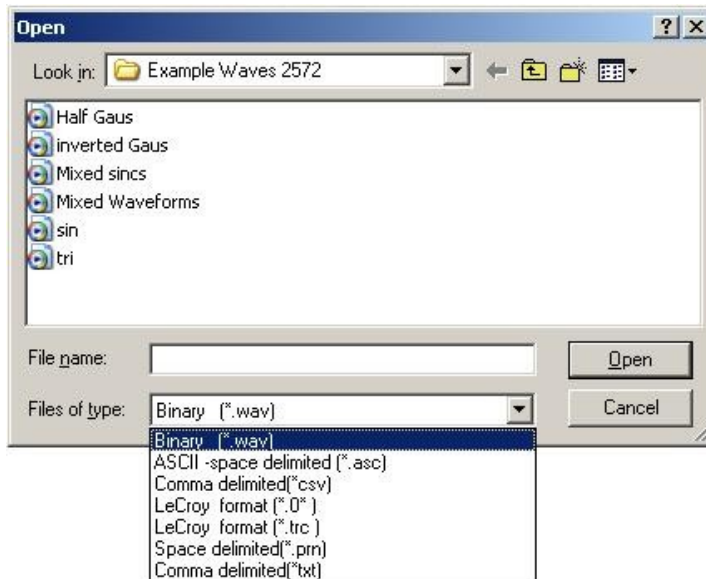 Open
Look in: Example Waves 2572
Half Gaus
inverted Gaus
Mixed sincs
Mixed Waveforms
sin
tri
File name: Open
Files of type: Binary (*.wav) Cancel
Binary (*.wav)
ASCII -space delimited (*.asc)
Comma delimited(*csv)
LeCroy format (*.0* )
LeCroy format (*.trc )
Space delimited(*.prn)
Comma delimited(*txt)